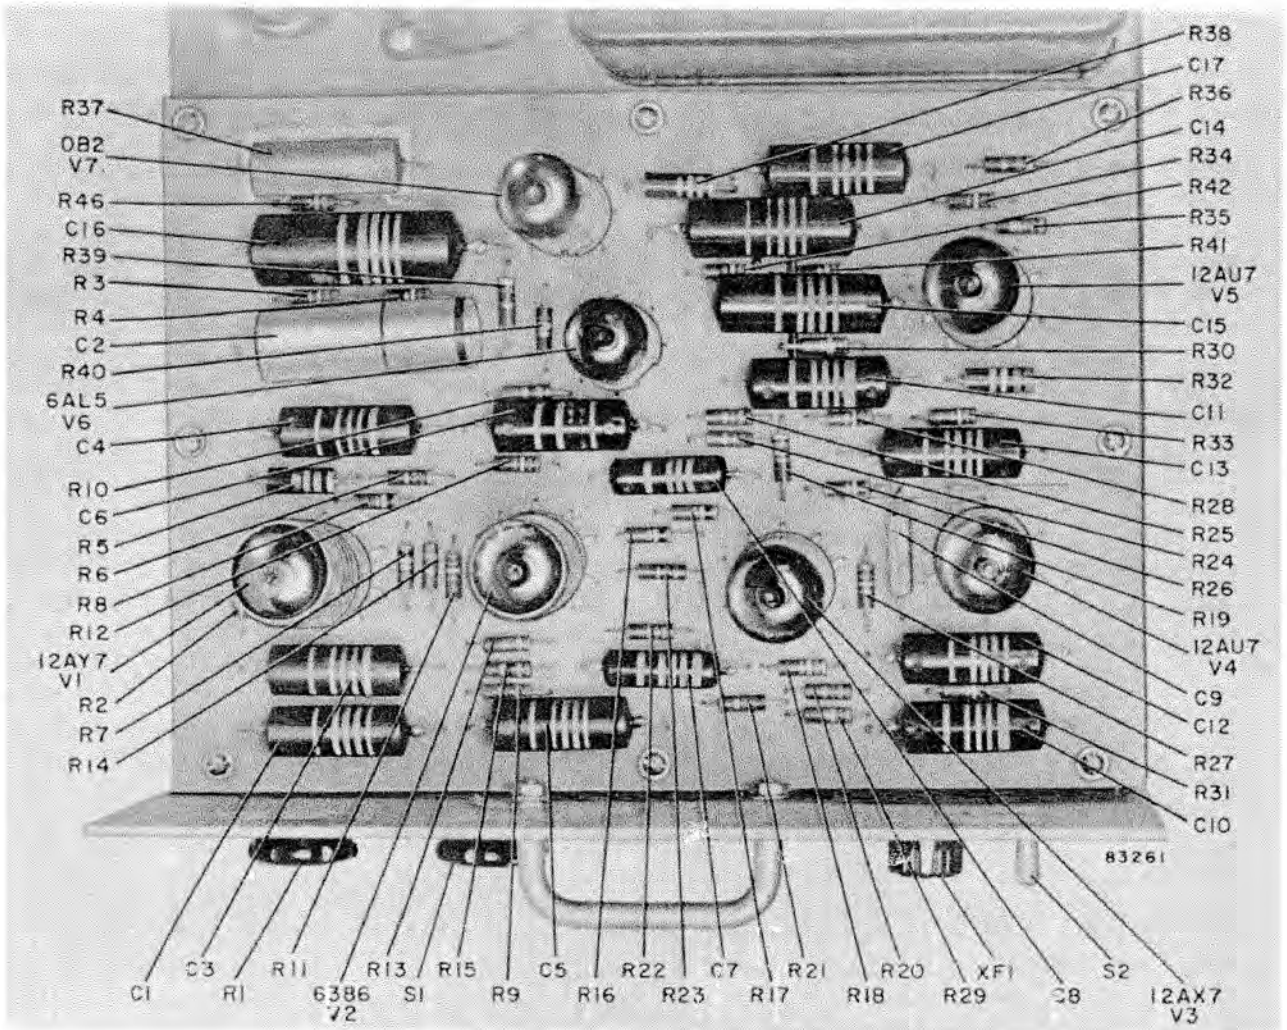 R37
OB2
V7
R46
C16
R39
R3
R4
C2
R40
6AL5
V6
C4
R10
C6
R5
R6
R8
R12
12AY7
V1
R2
R7
R14
R38
C17
R36
C14
R34
R42
R35
R41
12AU7
V5
C15
R30
R32
C11
R33
C13
R28
R25
R24
R26
R19
12AU7
V4
C9
C12
R27
R31
C10
83261
C1
C3
R1
R11
6386
V2
R13
S1
R15
R9
C5
R16
R22
R23
C7
R17
R21
R18
R20
R29
XF1
C8
S2
12AX7
V3